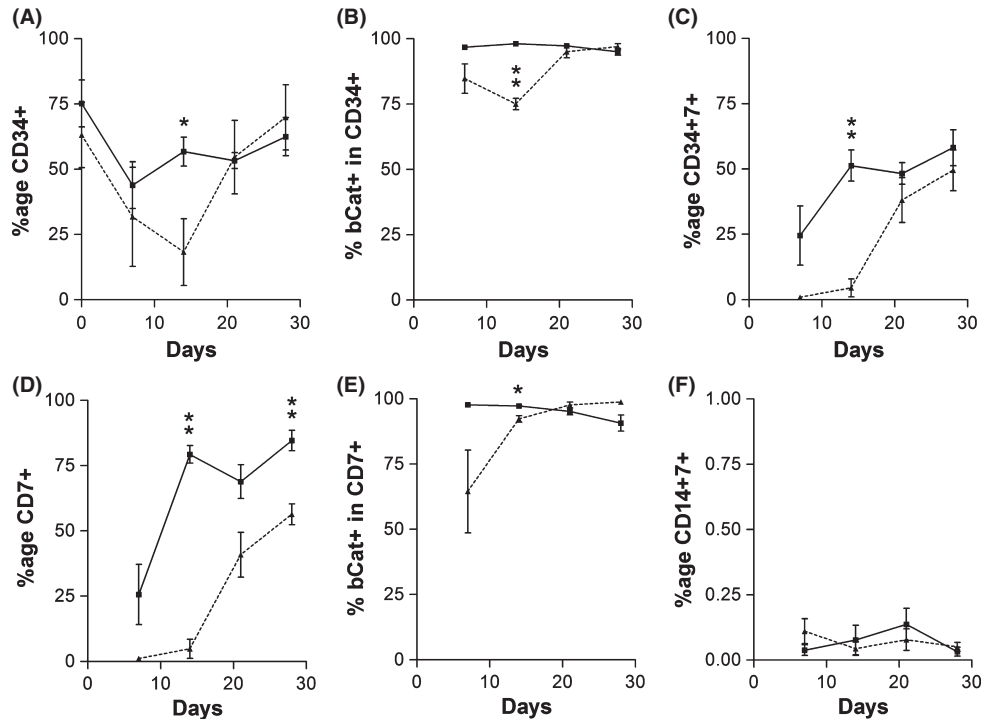 (A)
%age CD34+
100
75
50
25
0
0 10 20 30
Days
*
(B)
% bCat+ in CD34+
100
75
50
25
0
0 10 20 30
Days
*
*
(C)
%age CD34+7+
100
75
50
25
0
0 10 20 30
Days
*
*
(D)
%age CD7+
100
75
50
25
0
0 10 20 30
Days
*
*
*
*
(E)
% bCat+ in CD7+
100
75
50
25
0
0 10 20 30
Days
*
(F)
%age CD14+7+
1.00
0.75
0.50
0.25
0.00
0 10 20 30
Days